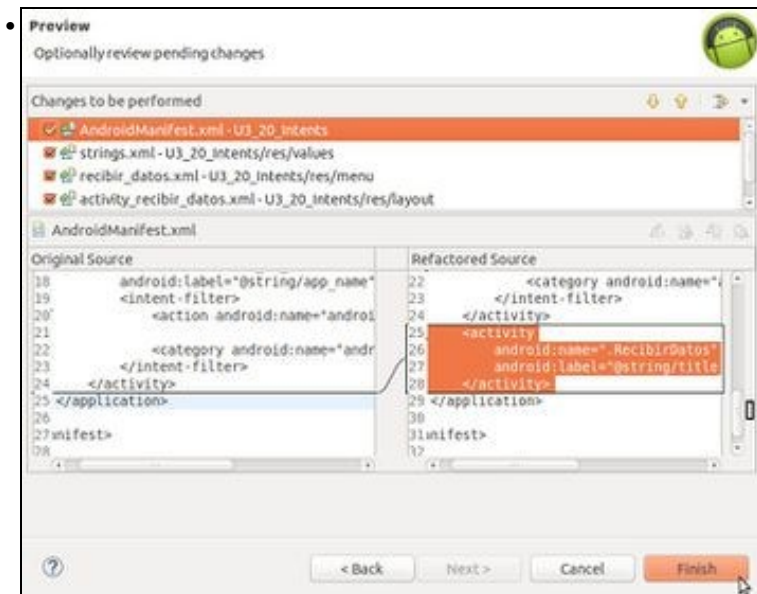 Preview
Optionally review pending changes
Changes to be performed
AndroidManifest.xml - U3_20_Intents
strings.xml - U3_20_Intents/res/values
recibir_datos.xml - U3_20_Intents/res/menu
activity_recibir_datos.xml - U3_20_Intents/res/layout
AndroidManifest.xml
Original Source
18 android:label="@string/app_name"
19 <intent-filter>
20 <action android:name="androi
21
22 <category android:name="andr
23 </intent-filter>
24 </activity>
25 </application>
26
27 nifest>
28
Refactored Source
22 <category android:name="
23 </intent-filter>
24 </activity>
25 <activity
26 android:name=".RecibirDatos"
27 android:label="@string/title
28 </activity>
29 </application>
30
31 nifest>
32
< Back
Next >
Cancel
Finish